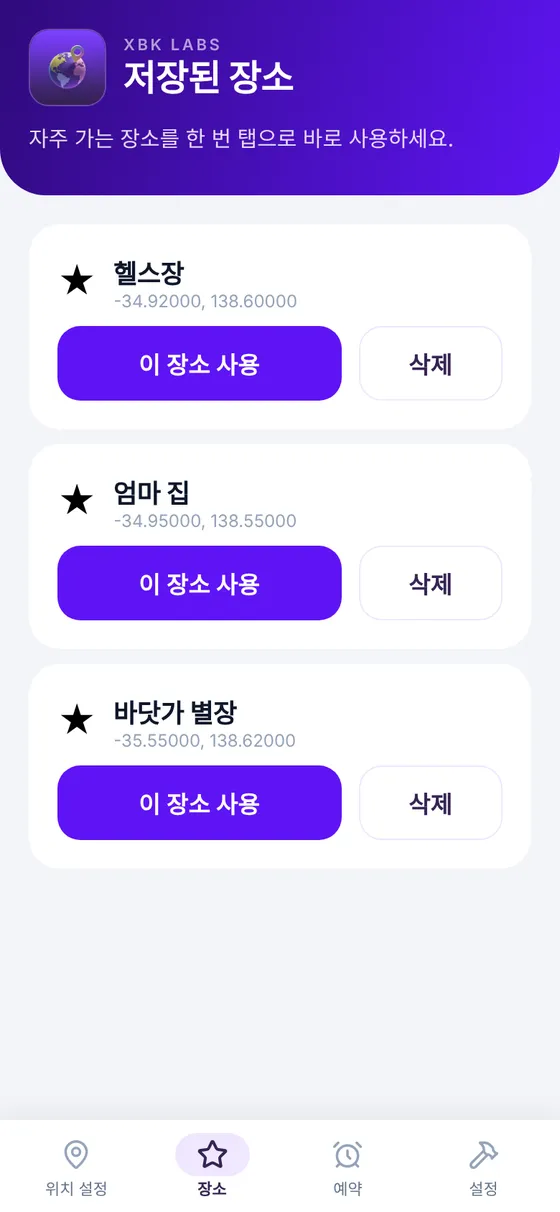 XBK LABS
저장된 장소
자주 가는 장소를 한 번 탭으로 바로 사용하세요.
헬스장
-34.92000, 138.60000
이 장소 사용
삭제
엄마 집
-34.95000, 138.55000
이 장소 사용
삭제
바닷가 별장
-35.55000, 138.62000
이 장소 사용
삭제
위치 설정
장소
예약
설정